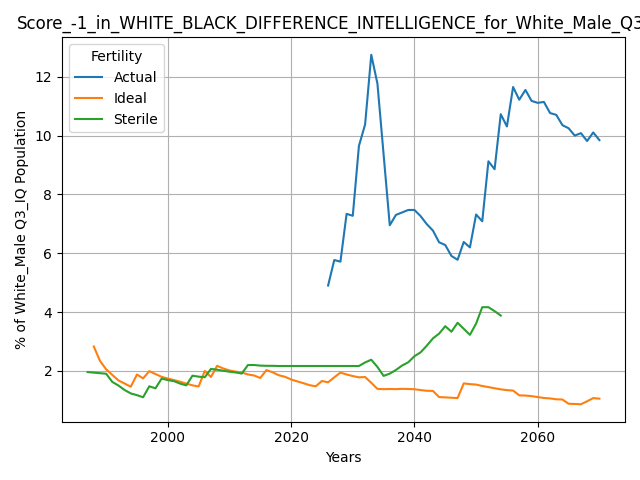 Score_-1_in_WHITE_BLACK_DIFFERENCE_INTELLIGENCE_for_White_Male_Q3
Fertility
Actual
Ideal
Sterile
% of White_Male Q3_IQ Population
12
10
8
6
4
2
2000
2020
2040
2060
Years